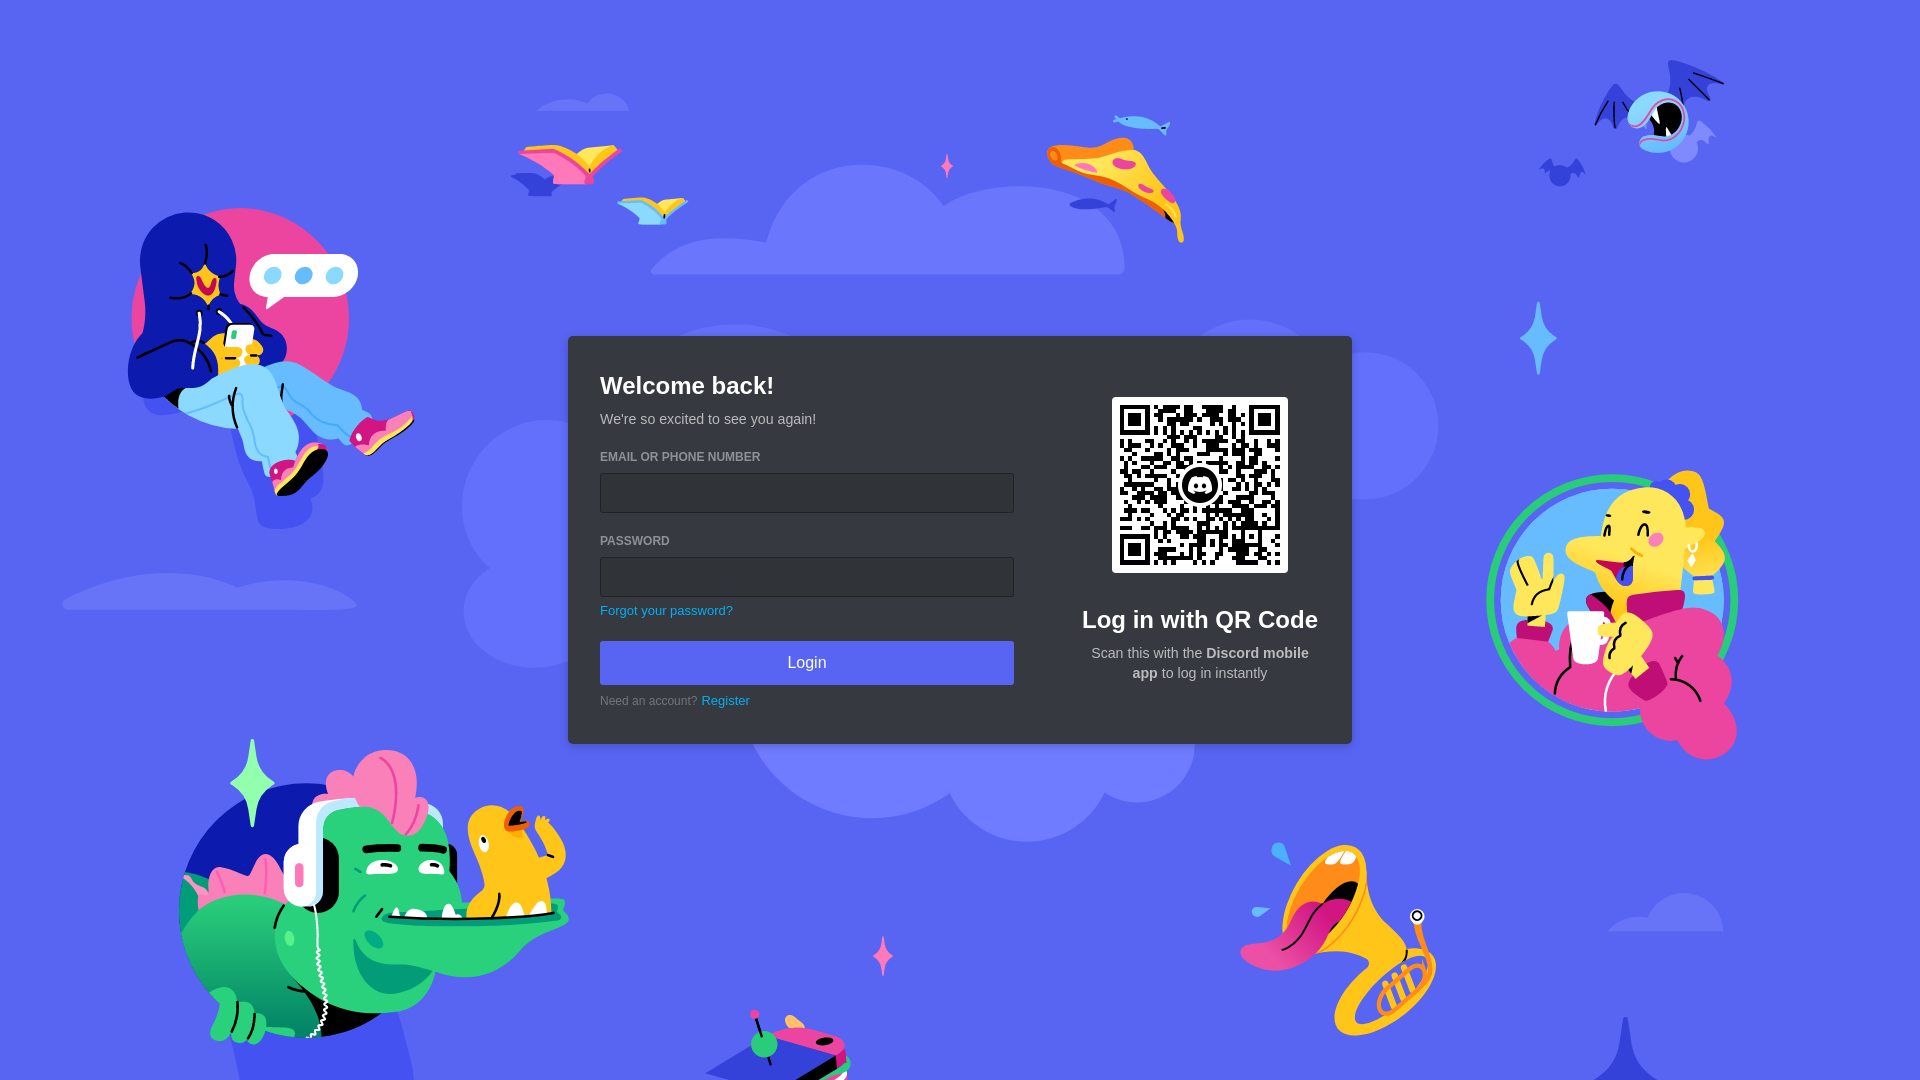 Welcome back!
We're so excited to see you again!
EMAIL OR PHONE NUMBER
PASSWORD
Forgot your password?
Login
Need an account? Register
Log in with QR Code
Scan this with the Discord mobile
app to log in instantly